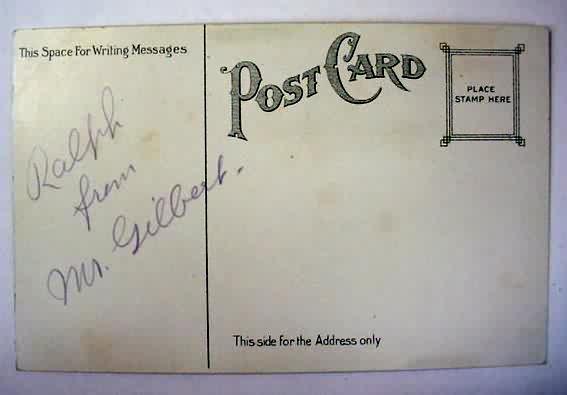 This Space For Writing Messages
Ralph
from
Mr. Gilbert.
POST CARD
PLACE
STAMP HERE
This side for the Address only